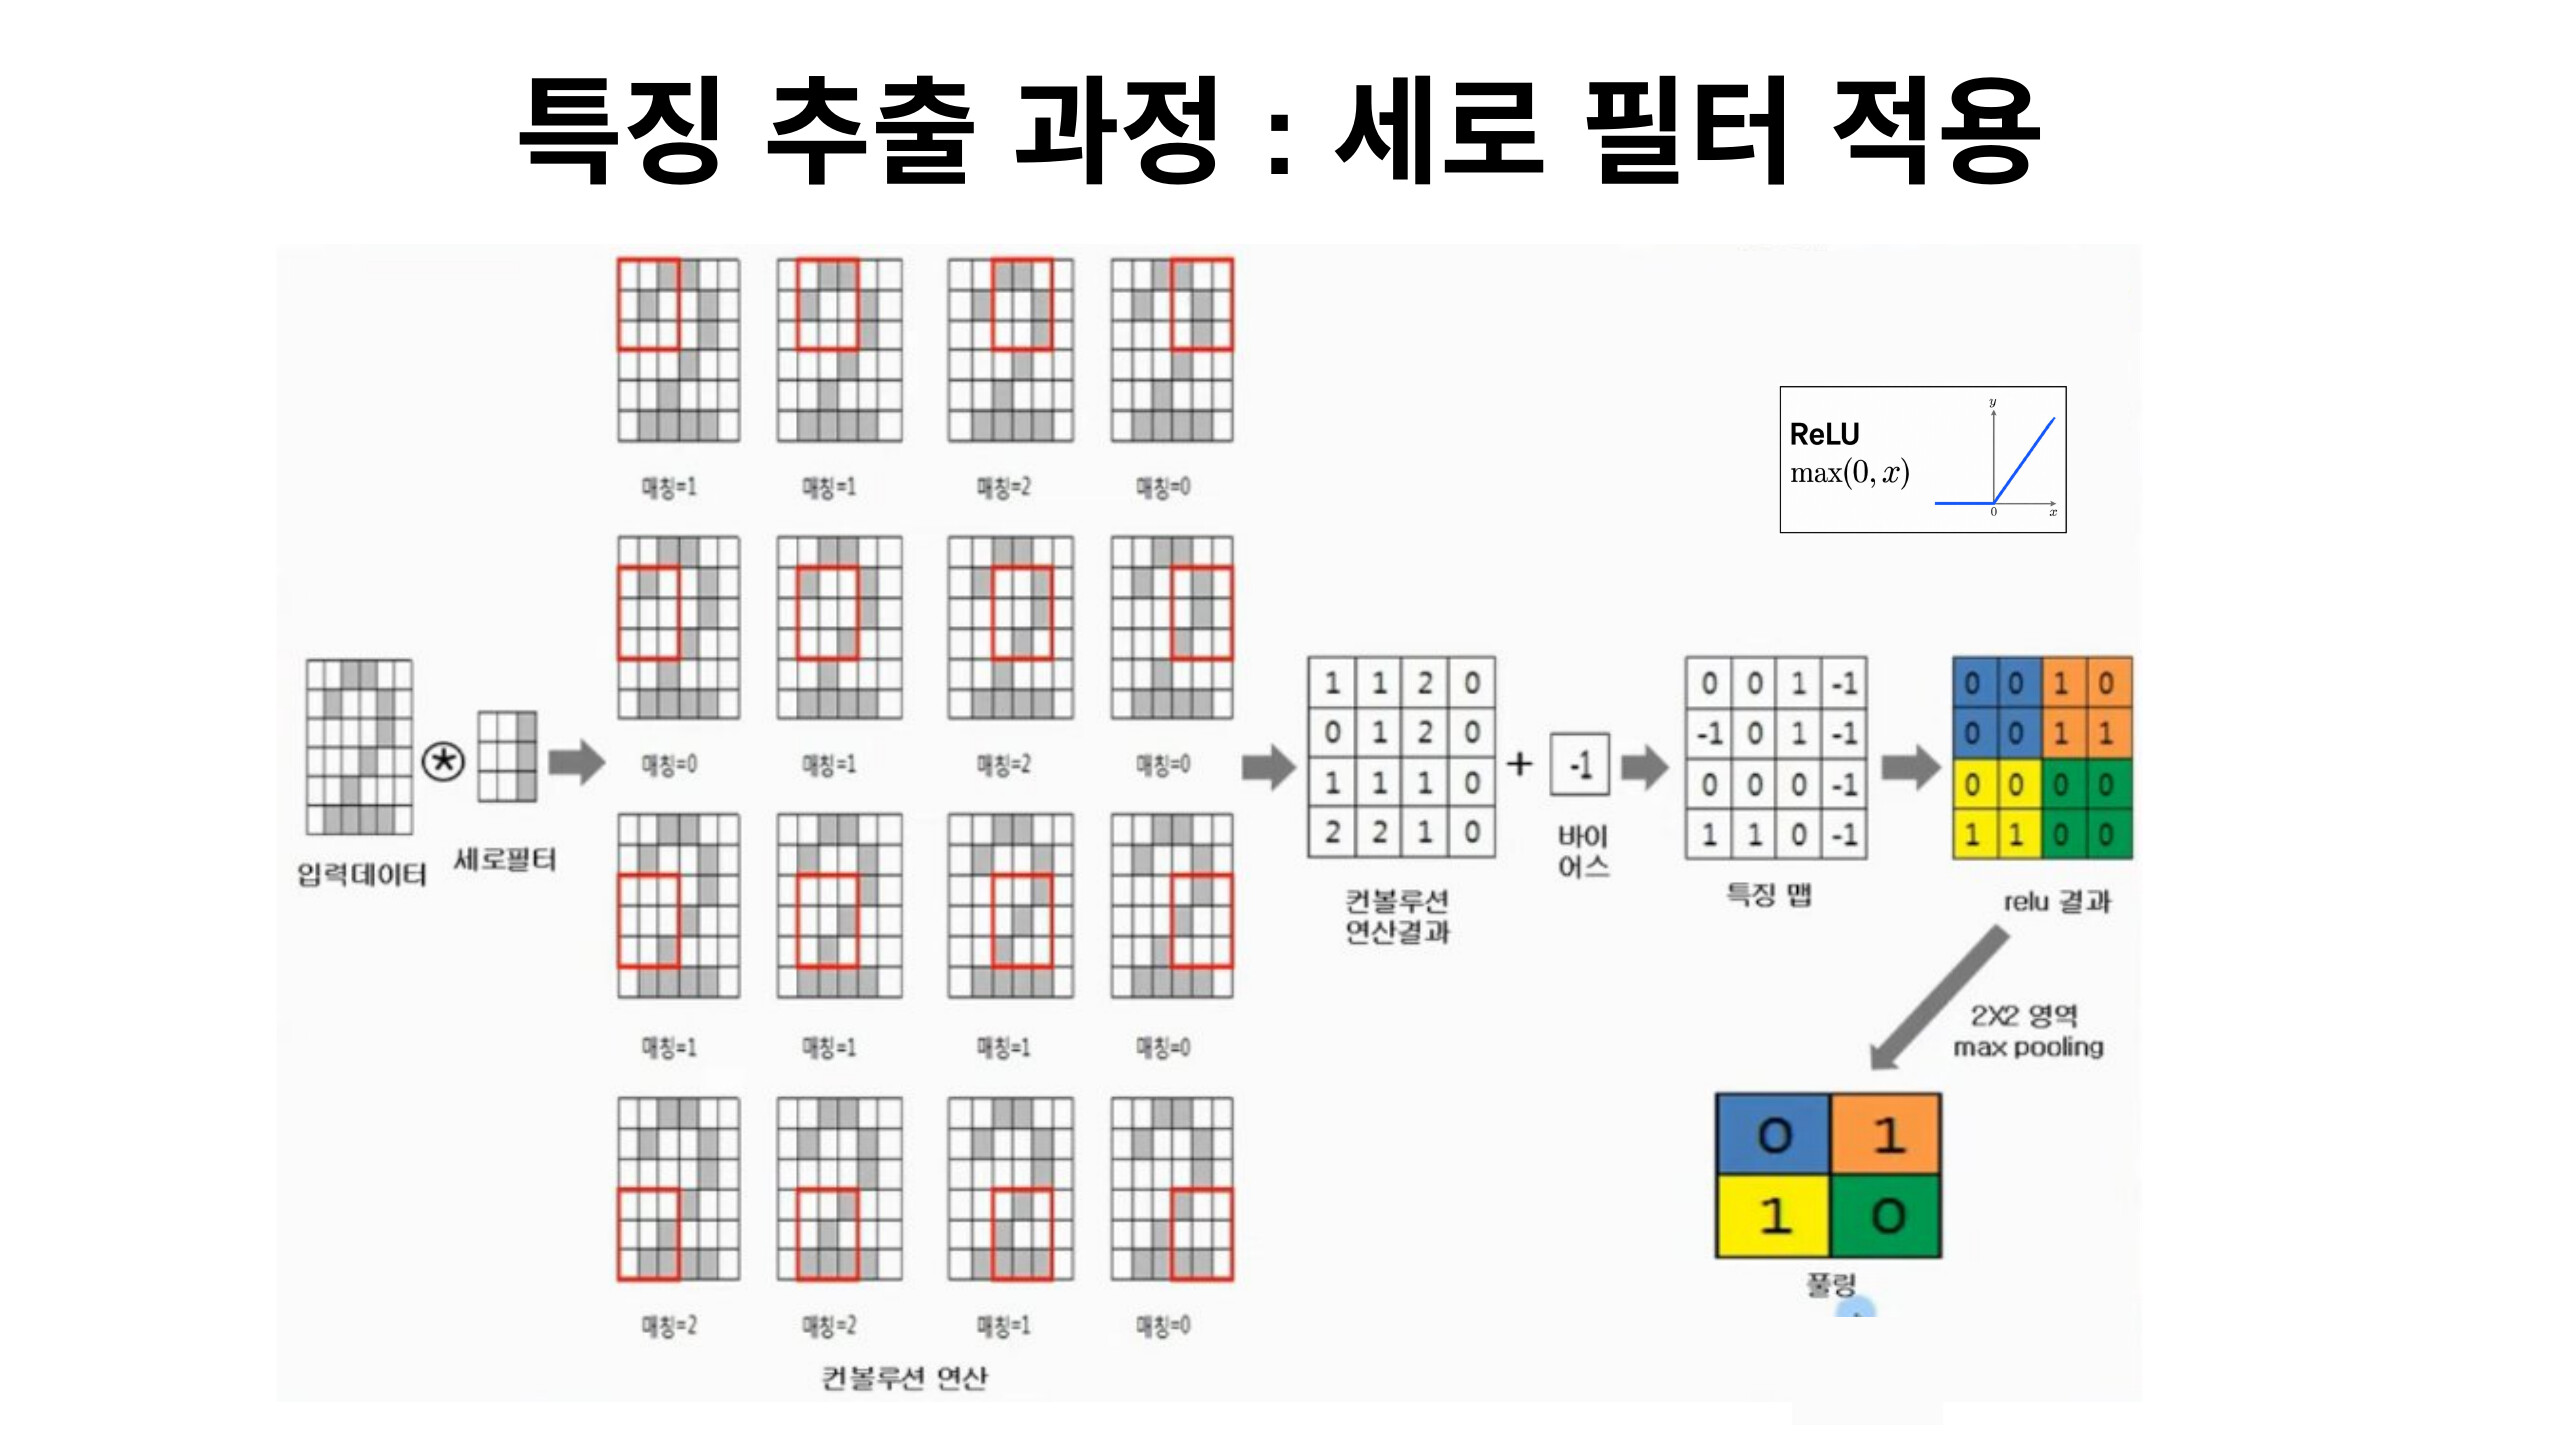 특징 추출 과정 : 세로 필터 적용
매칭=1 매칭=1 매칭=2 매칭=0
ReLU
max(0, x)
y
0
x
매칭=0 매칭=1 매칭=2 매칭=0
입력데이터
세로필터
매칭=1 매칭=1 매칭=1 매칭=0
매칭=2 매칭=2 매칭=1 매칭=0
컨볼루션 연산
1 1 2 0
0 1 2 0
1 1 1 0
2 2 1 0
컨볼루션
연산결과
+
-1
바이
어스
0 0 1 -1
-1 0 1 -1
0 0 0 -1
1 1 0 -1
특징 맵
0 0 1 0
0 0 1 1
0 0 0 0
1 1 0 0
relu 결과
2X2 영역
max pooling
0 1
1 0
풀링